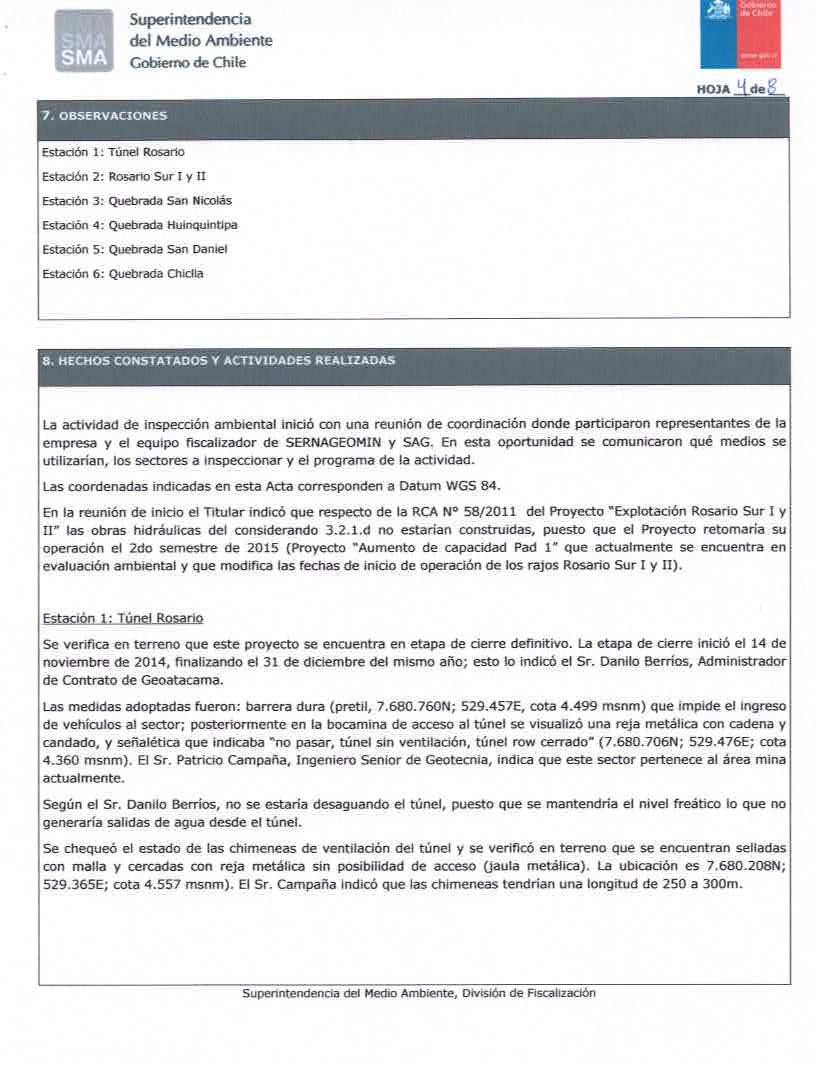 SMA
SMA
Superintendencia
del Medio Ambiente
Gobierno de Chile
Gobierno
de Chile
HOJA 4 de 8
7. OBSERVACIONES
Estación 1: Túnel Rosario
Estación 2: Rosario Sur I y II
Estación 3: Quebrada San Nicolás
Estación 4: Quebrada Huinquintipa
Estación 5: Quebrada San Daniel
Estación 6: Quebrada Chiclla
8. HECHOS CONSTATADOS Y ACTIVIDADES REALIZADAS
La actividad de inspección ambiental inició con una reunión de coordinación donde participaron representantes de la
empresa y el equipo fiscalizador de SERNAGEOMIN y SAG. En esta oportunidad se comunicaron qué medios se
utilizarían, los sectores a inspeccionar y el programa de la actividad.
Las coordenadas indicadas en esta Acta corresponden a Datum WGS 84.
En la reunión de inicio el Titular indicó que respecto de la RCA N° 58/2011 del Proyecto "Explotación Rosario Sur I y
II" las obras hidráulicas del considerando 3.2.1.d no estarían construidas, puesto que el Proyecto retomaría su
operación el 2do semestre de 2015 (Proyecto "Aumento de capacidad Pad 1" que actualmente se encuentra en
evaluación ambiental y que modifica las fechas de inicio de operación de los rajos Rosario Sur I y II).
Estación 1: Túnel Rosario
Se verifica en terreno que este proyecto se encuentra en etapa de cierre definitivo. La etapa de cierre inició el 14 de
noviembre de 2014, finalizando el 31 de diciembre del mismo año; esto lo indicó el Sr. Danilo Berríos, Administrador
de Contrato de Geoatacama.
Las medidas adoptadas fueron: barrera dura (pretil, 7.680.760N; 529.457E, cota 4.499 msnm) que impide el ingreso
de vehículos al sector; posteriormente en la bocamina de acceso al túnel se visualizó una reja metálica con cadena y
candado, y señalética que indicaba "no pasar, túnel sin ventilación, túnel row cerrado" (7.680.706N; 529.476E; cota
4.360 msnm). El Sr. Patricio Campaña, Ingeniero Senior de Geotecnia, indica que este sector pertenece al área mina
actualmente.
Según el Sr. Danilo Berríos, no se estaría desaguando el túnel, puesto que se mantendría el nivel freático lo que no
generaría salidas de agua desde el túnel.
Se chequeó el estado de las chimeneas de ventilación del túnel y se verificó en terreno que se encuentran selladas
con malla y cercadas con reja metálica sin posibilidad de acceso (jaula metálica). La ubicación es 7.680.208N;
529.365E; cota 4.557 msnm). El Sr. Campaña indicó que las chimeneas tendrían una longitud de 250 a 300m.
Superintendencia del Medio Ambiente, División de Fiscalización